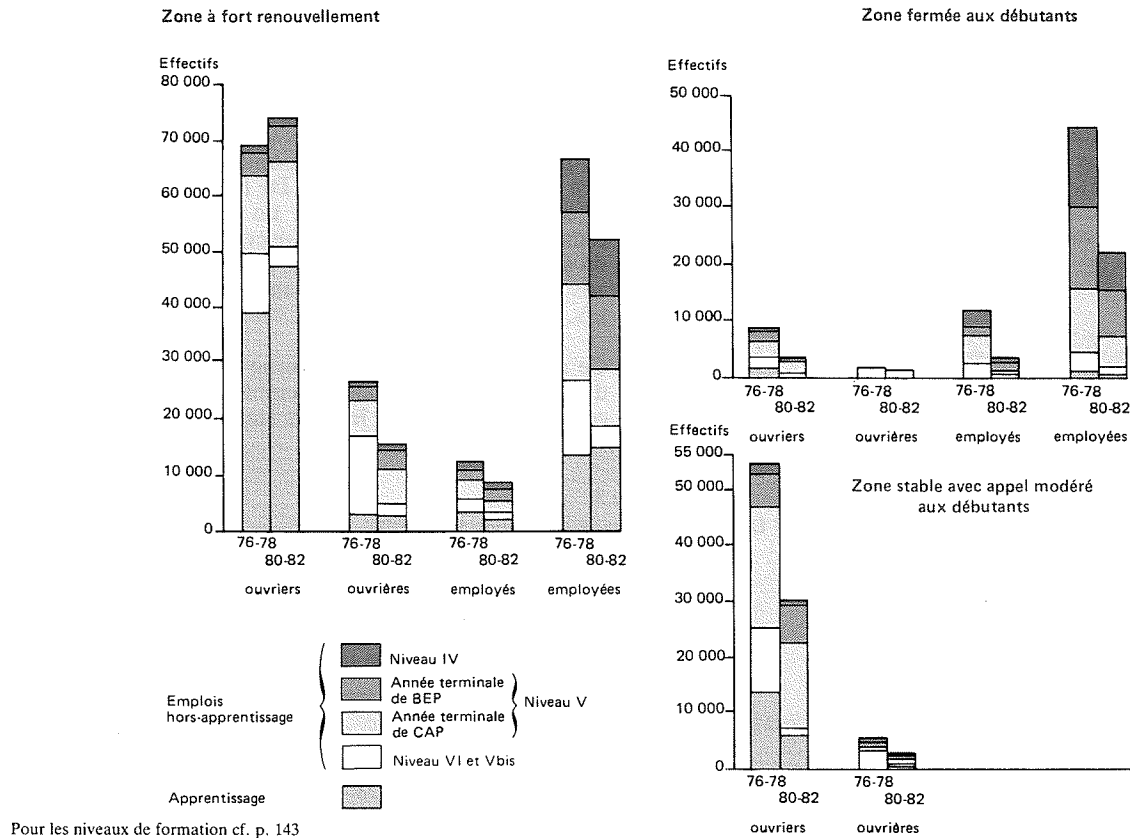 Zone à fort renouvellement
Effectifs
80 000
70 000
60 000
50 000
40 000
30 000
20 000
10 000
0
76-78
80-82
ouvriers
76-78
80-82
ouvrières
76-78
80-82
employés
76-78
80-82
employées
Zone fermée aux débutants
Effectifs
50 000
40 000
30 000
20 000
10 000
0
76-78
80-82
ouvriers
76-78
80-82
ouvrières
76-78
80-82
employés
76-78
80-82
employées
Zone stable avec appel modéré
aux débutants
Effectifs
55 000
50 000
40 000
30 000
20 000
10 000
0
76-78
80-82
ouvriers
76-78
80-82
ouvrières
Emplois
hors-apprentissage
Niveau IV
Année terminale
de BEP
Année terminale
de CAP
Niveau V
Niveau VI et Vbis
Apprentissage
Pour les niveaux de formation cf. p. 143